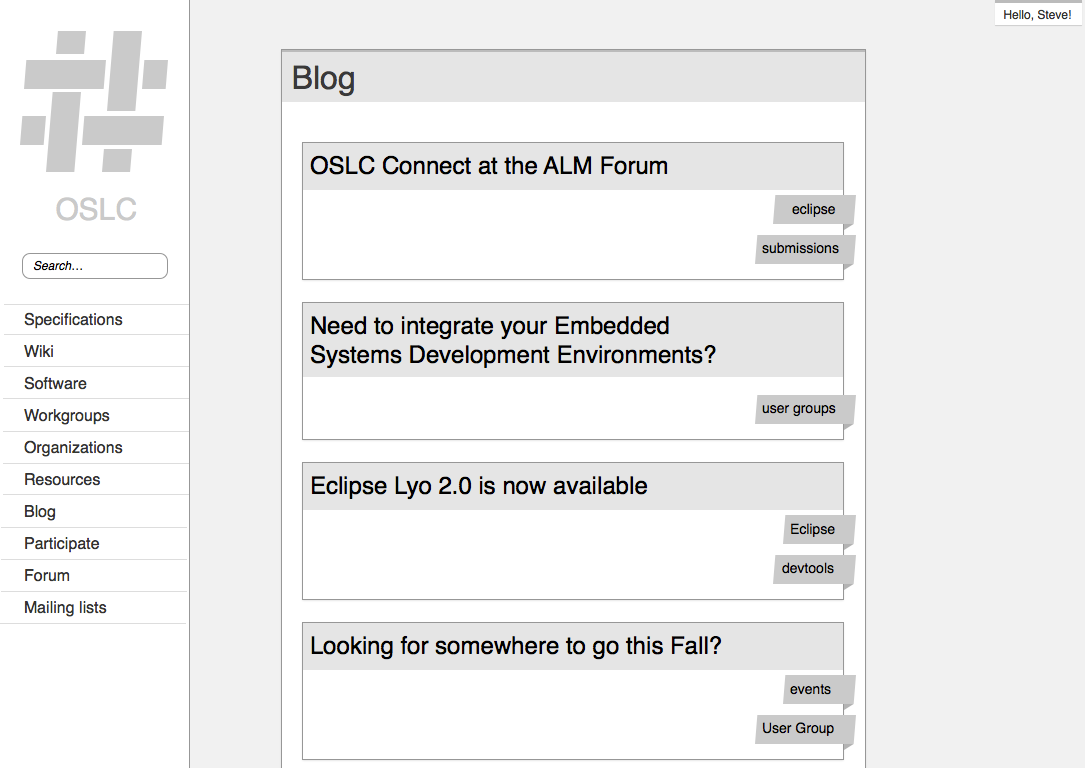 Hello, Steve!
OSLC
Search...
Specifications
Wiki
Software
Workgroups
Organizations
Resources
Blog
Participate
Forum
Mailing lists
Blog
OSLC Connect at the ALM Forum
eclipse
submissions
Need to integrate your Embedded
Systems Development Environments?
user groups
Eclipse Lyo 2.0 is now available
Eclipse
devtools
Looking for somewhere to go this Fall?
events
User Group